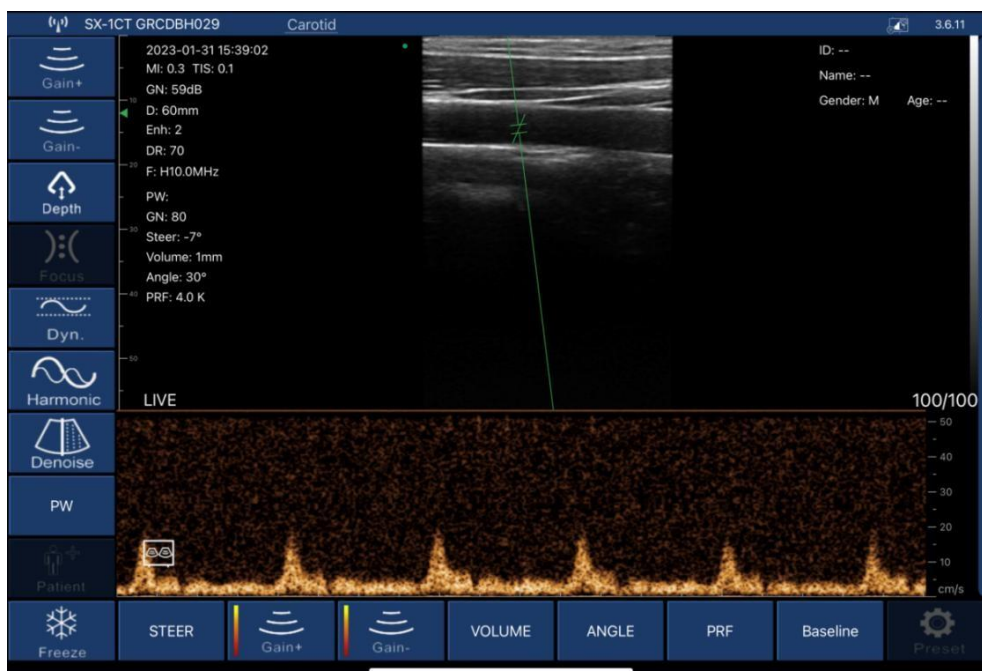 SX-1CT GRCDBH029 Carotid 3.6.11
Gain+
Gain-
Depth
Focus
Dyn.
Harmonic
Denoise
PW
Patient
Freeze
2023-01-31 15:39:02
MI: 0.3 TIS: 0.1
GN: 59dB
D: 60mm
Enh: 2
DR: 70
F: H10.0MHz
PW:
GN: 80
Steer: -7°
Volume: 1mm
Angle: 30°
PRF: 4.0 K
10
20
30
40
50
ID: --
Name: --
Gender: M Age: --
LIVE
100/100
50
40
30
20
10
cm/s
STEER
Gain+
Gain-
VOLUME
ANGLE
PRF
Baseline
Preset